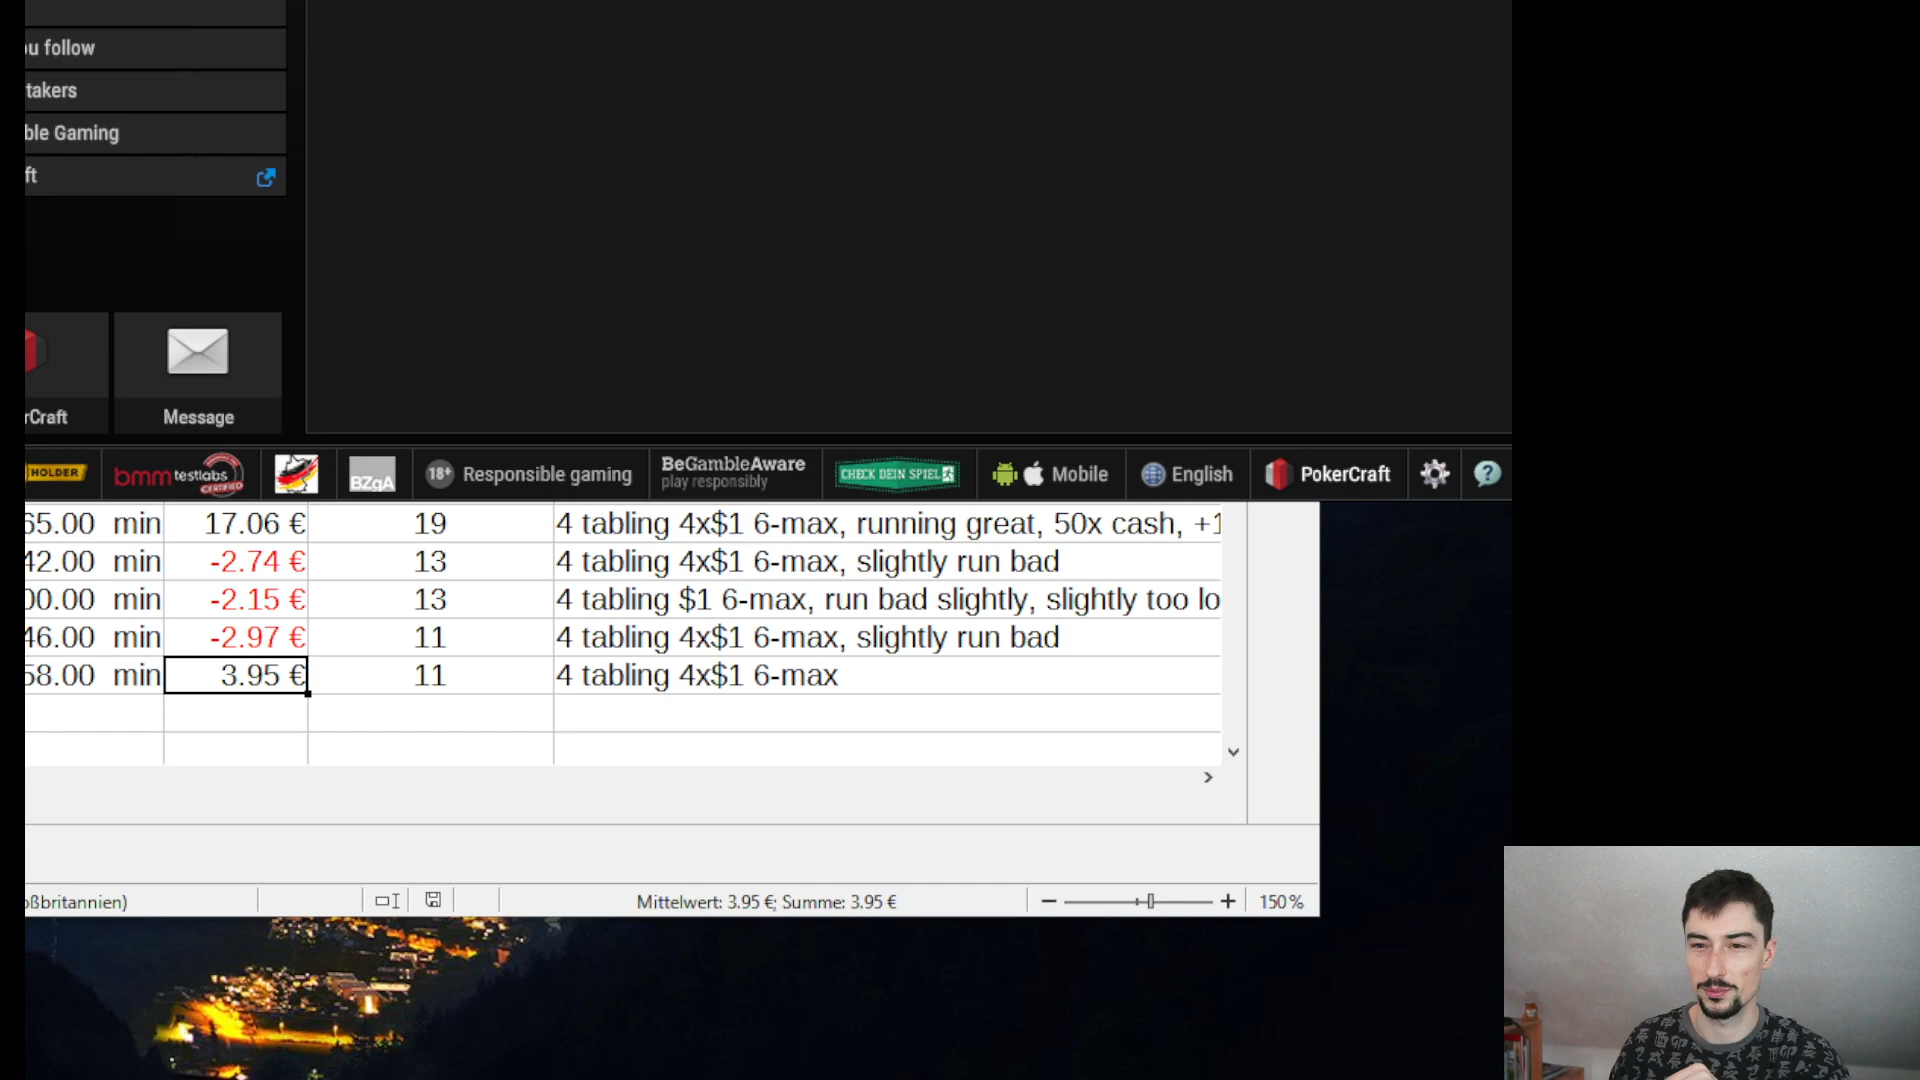 ou follow
takers
ble Gaming
ft
rCraft
Message
HOLDER
bmm testlabs
CERTIFIED
BZgA
18+ Responsible gaming
BeGambleAware
play responsibly
CHECK DEIN SPIEL
Mobile
English
PokerCraft
?
65.00 min 17.06 € 19 4 tabling 4x$1 6-max, running great, 50x cash, +1
42.00 min -2.74 € 13 4 tabling 4x$1 6-max, slightly run bad
00.00 min -2.15 € 13 4 tabling $1 6-max, run bad slightly, slightly too lo
46.00 min -2.97 € 11 4 tabling 4x$1 6-max, slightly run bad
58.00 min 3.95 € 11 4 tabling 4x$1 6-max
oßbritannien)
Mittelwert: 3.95 €; Summe: 3.95 €
150%